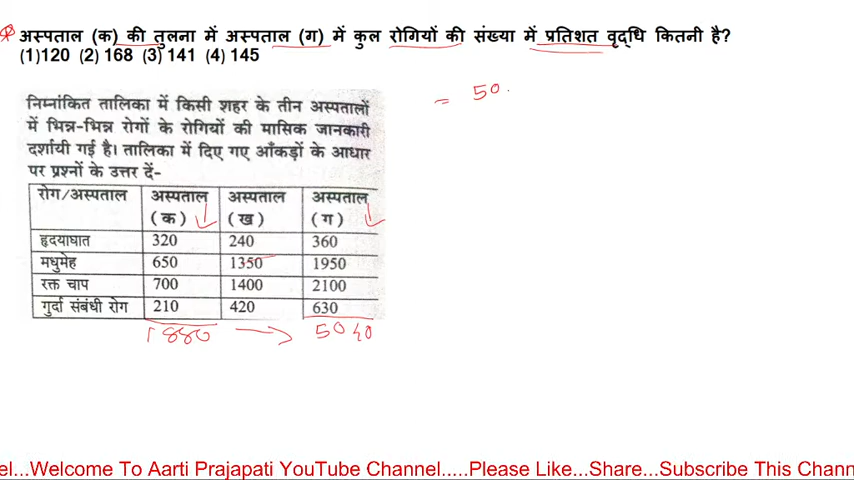 अस्पताल (क) की तुलना में अस्पताल (ग) में कुल रोगियों की संख्या में प्रतिशत वृद्धि कितनी है?
(1)120 (2) 168 (3) 141 (4) 145
= 50.
निम्नांकित तालिका में किसी शहर के तीन अस्पतालों
में भिन्न-भिन्न रोगों के रोगियों की मासिक जानकारी
दर्शायी गई है। तालिका में दिए गए आँकड़ों के आधार
पर प्रश्नों के उत्तर दें-
रोग/अस्पताल अस्पताल (क) अस्पताल (ख) अस्पताल (ग)
हृदयाघात 320 240 360
मधुमेह 650 1350 1950
रक्त चाप 700 1400 2100
गुर्दा संबंधी रोग 210 420 630
1880 → 5040
el...Welcome To Aarti Prajapati YouTube Channel.....Please Like...Share...Subscribe This Chann